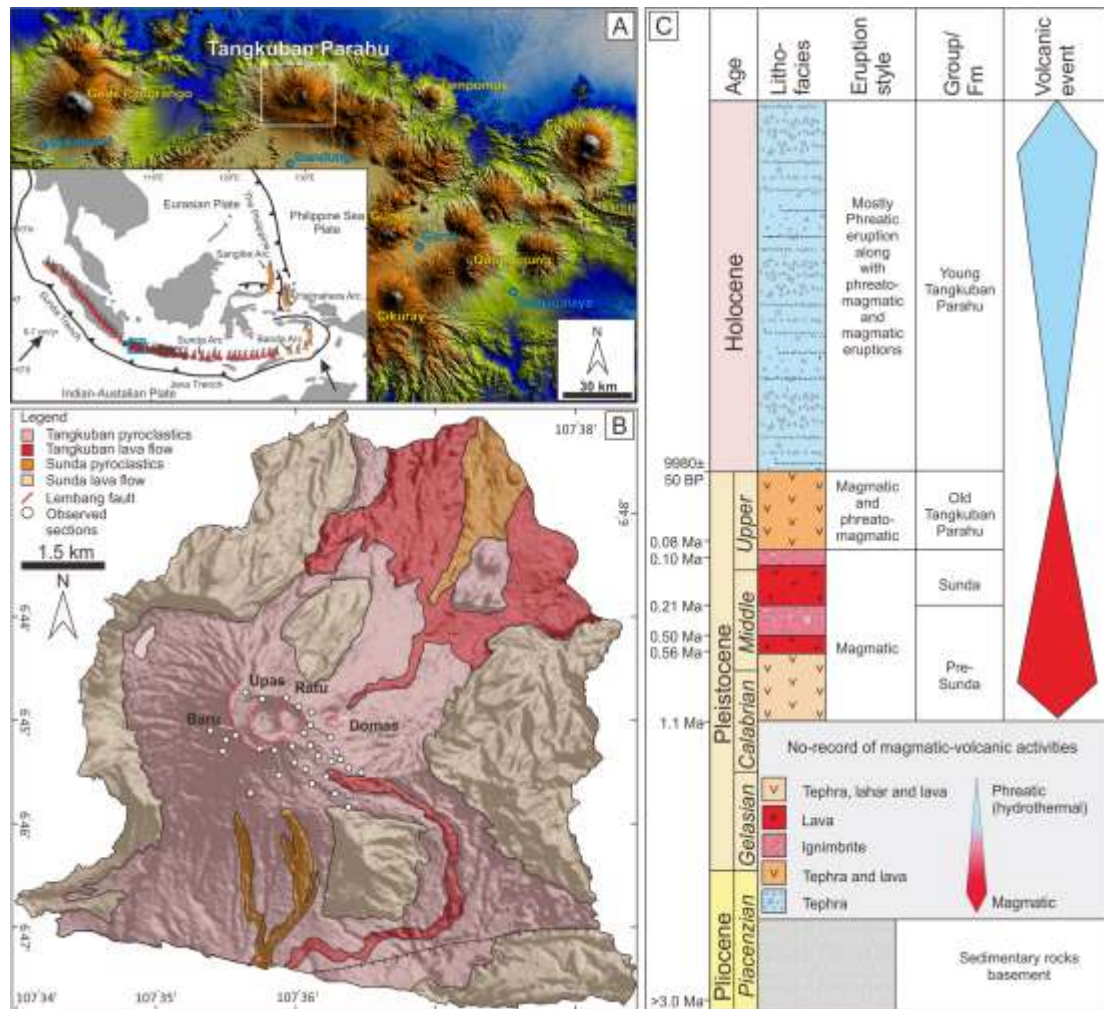 A
Tangkuban Parahu
Bandung
Cikuray
110°E
Eurasian Plate
Philippine Sea
Plate
Sangihe Arc
Sunda Trench
Sunda Arc
Banda Arc
Java Trench
Indian-Australian Plate
N
30 km
B
Legend
Tangkuban pyroclastics
Tangkuban lava flow
Sunda pyroclastics
Sunda lava flow
Lembang fault
Observed
sections
1.5 km
N
107˚38'
6˚48'
6˚44'
6˚45'
6˚46'
6˚47'
Upas
Ratu
Baru
Domas
107˚34'
107˚35'
107˚36'
C
Age
Litho-
facies
Eruption
style
Group/
Fm
Volcanic
event
Holocene
Mostly
Phreatic
eruption
along
with
phreato-
magmatic
and
magmatic
eruptions
Young
Tangkuban
Parahu
9980±
50 BP
Pleistocene
Upper
Magmatic
and
phreato-
magmatic
Old
Tangkuban
Parahu
0.08 Ma
0.10 Ma
Middle
Sunda
0.21 Ma
0.50 Ma
0.56 Ma
Magmatic
Pre-
Sunda
Calabrian
1.1 Ma
No-record of magmatic-volcanic activities
Gelasian
Tephra, lahar and lava
Lava
Ignimbrite
Tephra and lava
Tephra
Phreatic
(hydrothermal)
Magmatic
Pliocene
Piacenzian
Sedimentary rocks
basement
>3.0 Ma